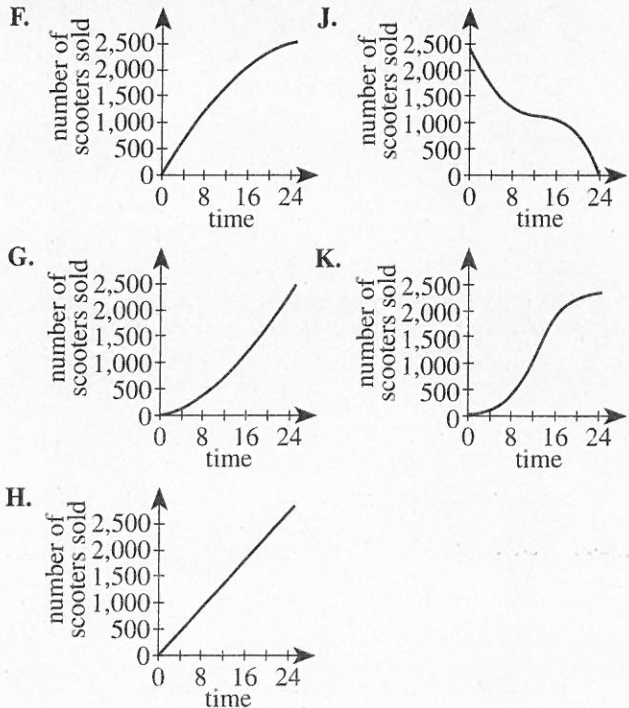 F.
number of
scooters sold
2,500
2,000
1,500
1,000
500
0
0 8 16 24
time
J.
number of
scooters sold
2,500
2,000
1,500
1,000
500
0
0 8 16 24
time
G.
number of
scooters sold
2,500
2,000
1,500
1,000
500
0
0 8 16 24
time
K.
number of
scooters sold
2,500
2,000
1,500
1,000
500
0
0 8 16 24
time
H.
number of
scooters sold
2,500
2,000
1,500
1,000
500
0
0 8 16 24
time